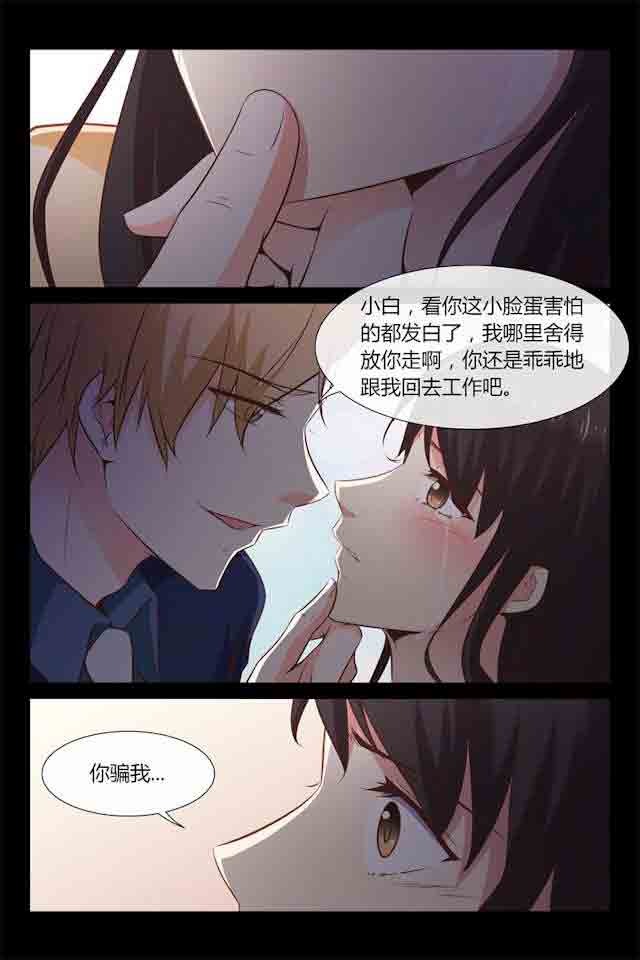 小白，看你这小脸蛋害怕
的都发白了，我哪里舍得
放你走啊，你还是乖乖地
跟我回去工作吧。
你骗我...